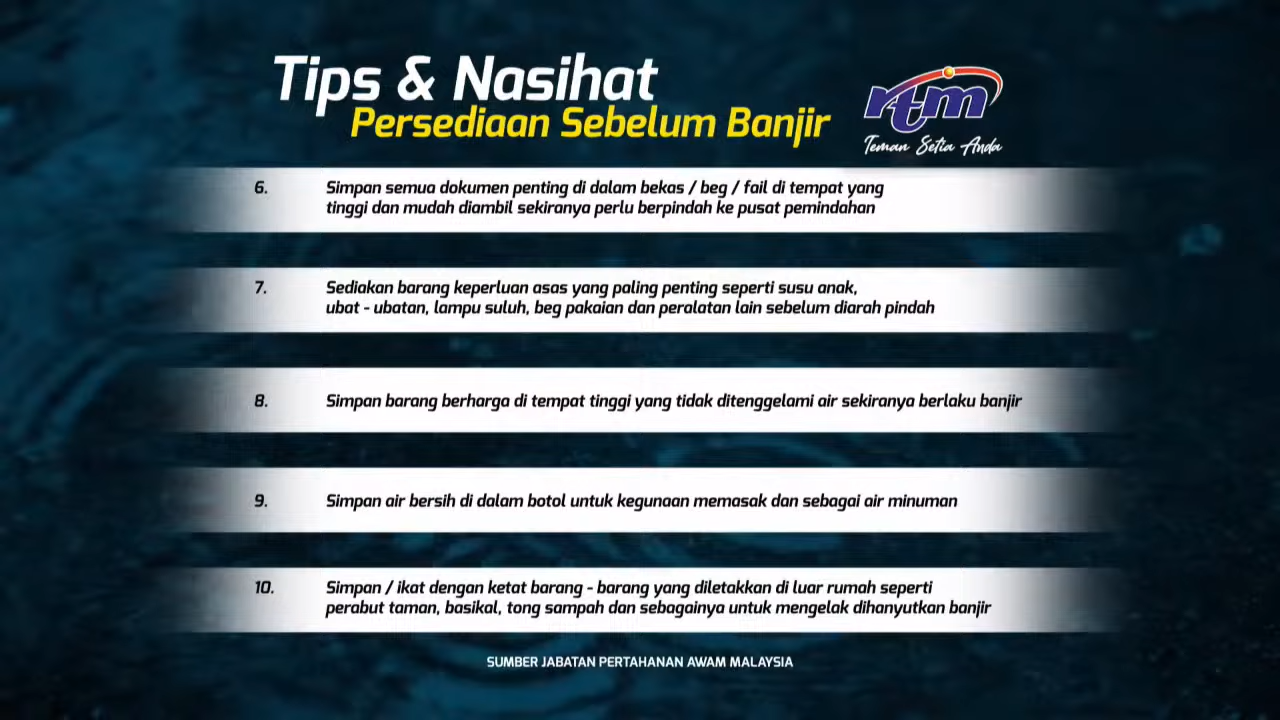 Tips & Nasihat
Persediaan Sebelum Banjir
rtm
Teman Setia Anda
6. Simpan semua dokumen penting di dalam bekas / beg / fail di tempat yang
tinggi dan mudah diambil sekiranya perlu berpindah ke pusat pemindahan
7. Sediakan barang keperluan asas yang paling penting seperti susu anak,
ubat - ubatan, lampu suluh, beg pakaian dan peralatan lain sebelum diarah pindah
8. Simpan barang berharga di tempat tinggi yang tidak ditenggelami air sekiranya berlaku banjir
9. Simpan air bersih di dalam botol untuk kegunaan memasak dan sebagai air minuman
10. Simpan / ikat dengan ketat barang - barang yang diletakkan di luar rumah seperti
perabut taman, basikal, tong sampah dan sebagainya untuk mengelak dihanyutkan banjir
SUMBER JABATAN PERTAHANAN AWAM MALAYSIA